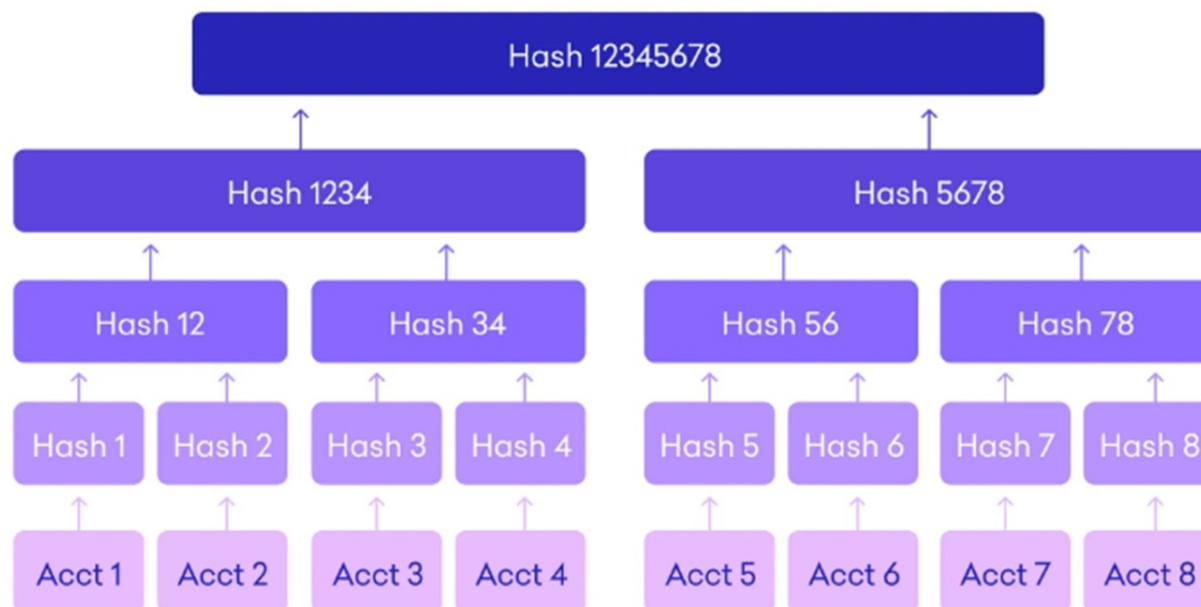 Hash 12345678
Hash 1234
Hash 5678
Hash 12
Hash 34
Hash 56
Hash 78
Hash 1
Hash 2
Hash 3
Hash 4
Hash 5
Hash 6
Hash 7
Hash 8
Acct 1
Acct 2
Acct 3
Acct 4
Acct 5
Acct 6
Acct 7
Acct 8